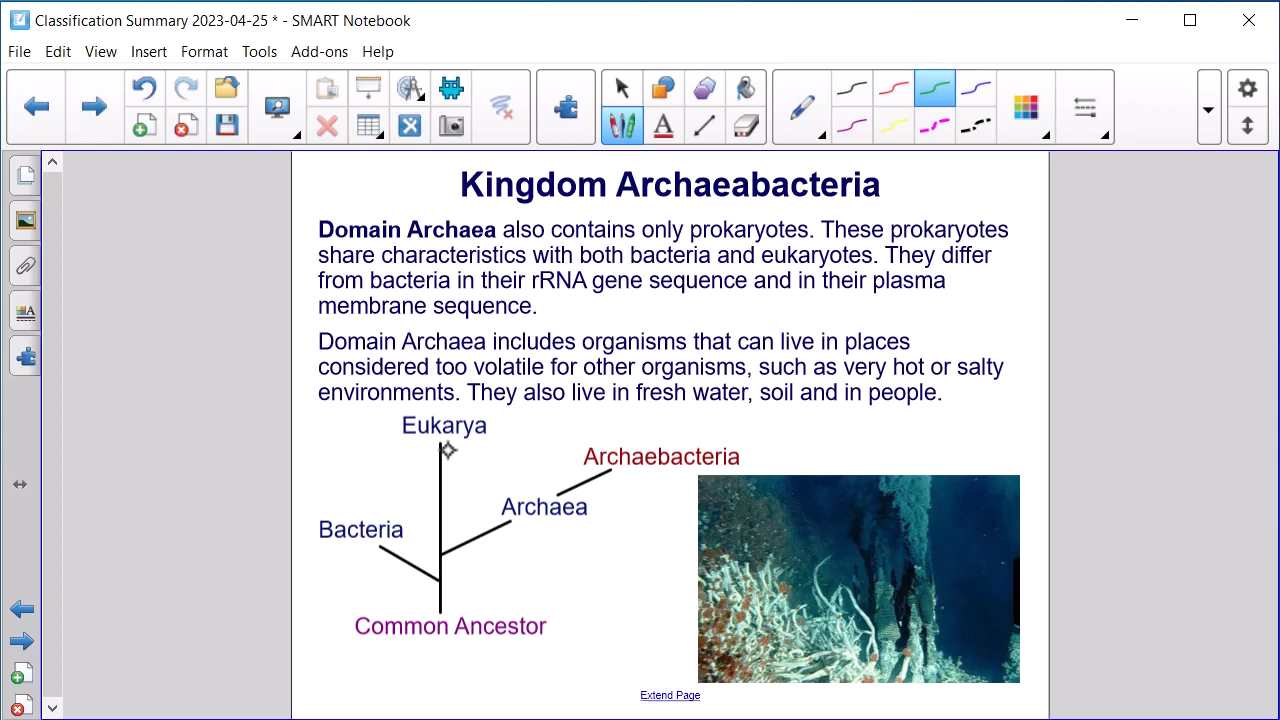 Classification Summary 2023-04-25 * - SMART Notebook
File Edit View Insert Format Tools Add-ons Help
Kingdom Archaeabacteria
Domain Archaea also contains only prokaryotes. These prokaryotes
share characteristics with both bacteria and eukaryotes. They differ
from bacteria in their rRNA gene sequence and in their plasma
membrane sequence.
Domain Archaea includes organisms that can live in places
considered too volatile for other organisms, such as very hot or salty
environments. They also live in fresh water, soil and in people.
Eukarya
Archaebacteria
Archaea
Bacteria
Common Ancestor
Extend Page